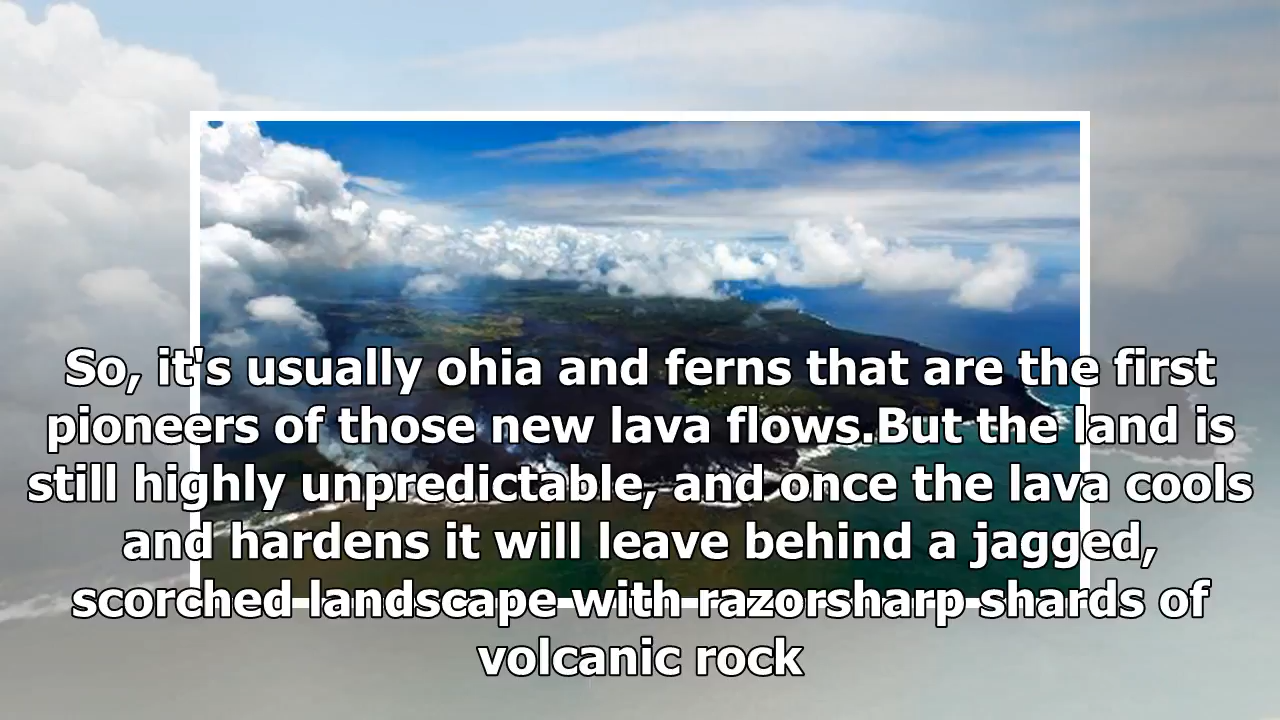 So, it's usually ohia and ferns that are the first
pioneers of those new lava flows.But the land is
still highly unpredictable, and once the lava cools
and hardens it will leave behind a jagged,
scorched landscape with razorsharp shards of
volcanic rock